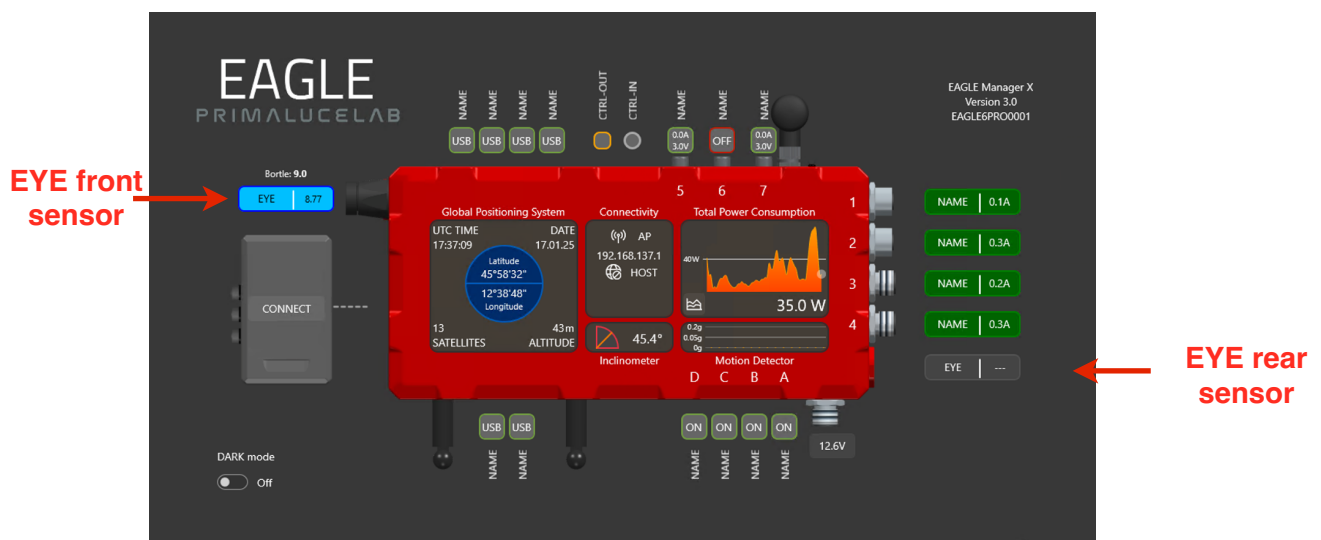 EAGLE
PRIMALUCELAB
NAME
NAME
NAME
NAME
CTRL-OUT
CTRL-IN
NAME
NAME
NAME
EAGLE Manager X
Version 3.0
EAGLE6PRO0001
USB
USB
USB
USB
0.0A
3.0V
OFF
0.0A
3.0V
EYE front
sensor
Bortle: 9.0
EYE 8.77
5 6 7
Global Positioning System
UTC TIME DATE
17:37:09 17.01.25
Latitude
45°58'32"
12°38'48"
Longitude
13 43m
SATELLITES ALTITUDE
Connectivity
AP
192.168.137.1
HOST
45.4°
Inclinometer
Total Power Consumption
40W
35.0 W
0.2g
0.05g
0g
Motion Detector
D C B A
1
2
3
4
NAME 0.1A
NAME 0.3A
NAME 0.2A
NAME 0.3A
EYE ---
EYE rear
sensor
CONNECT
USB
USB
NAME
NAME
ON
ON
ON
ON
NAME
NAME
NAME
NAME
12.6V
DARK mode
Off